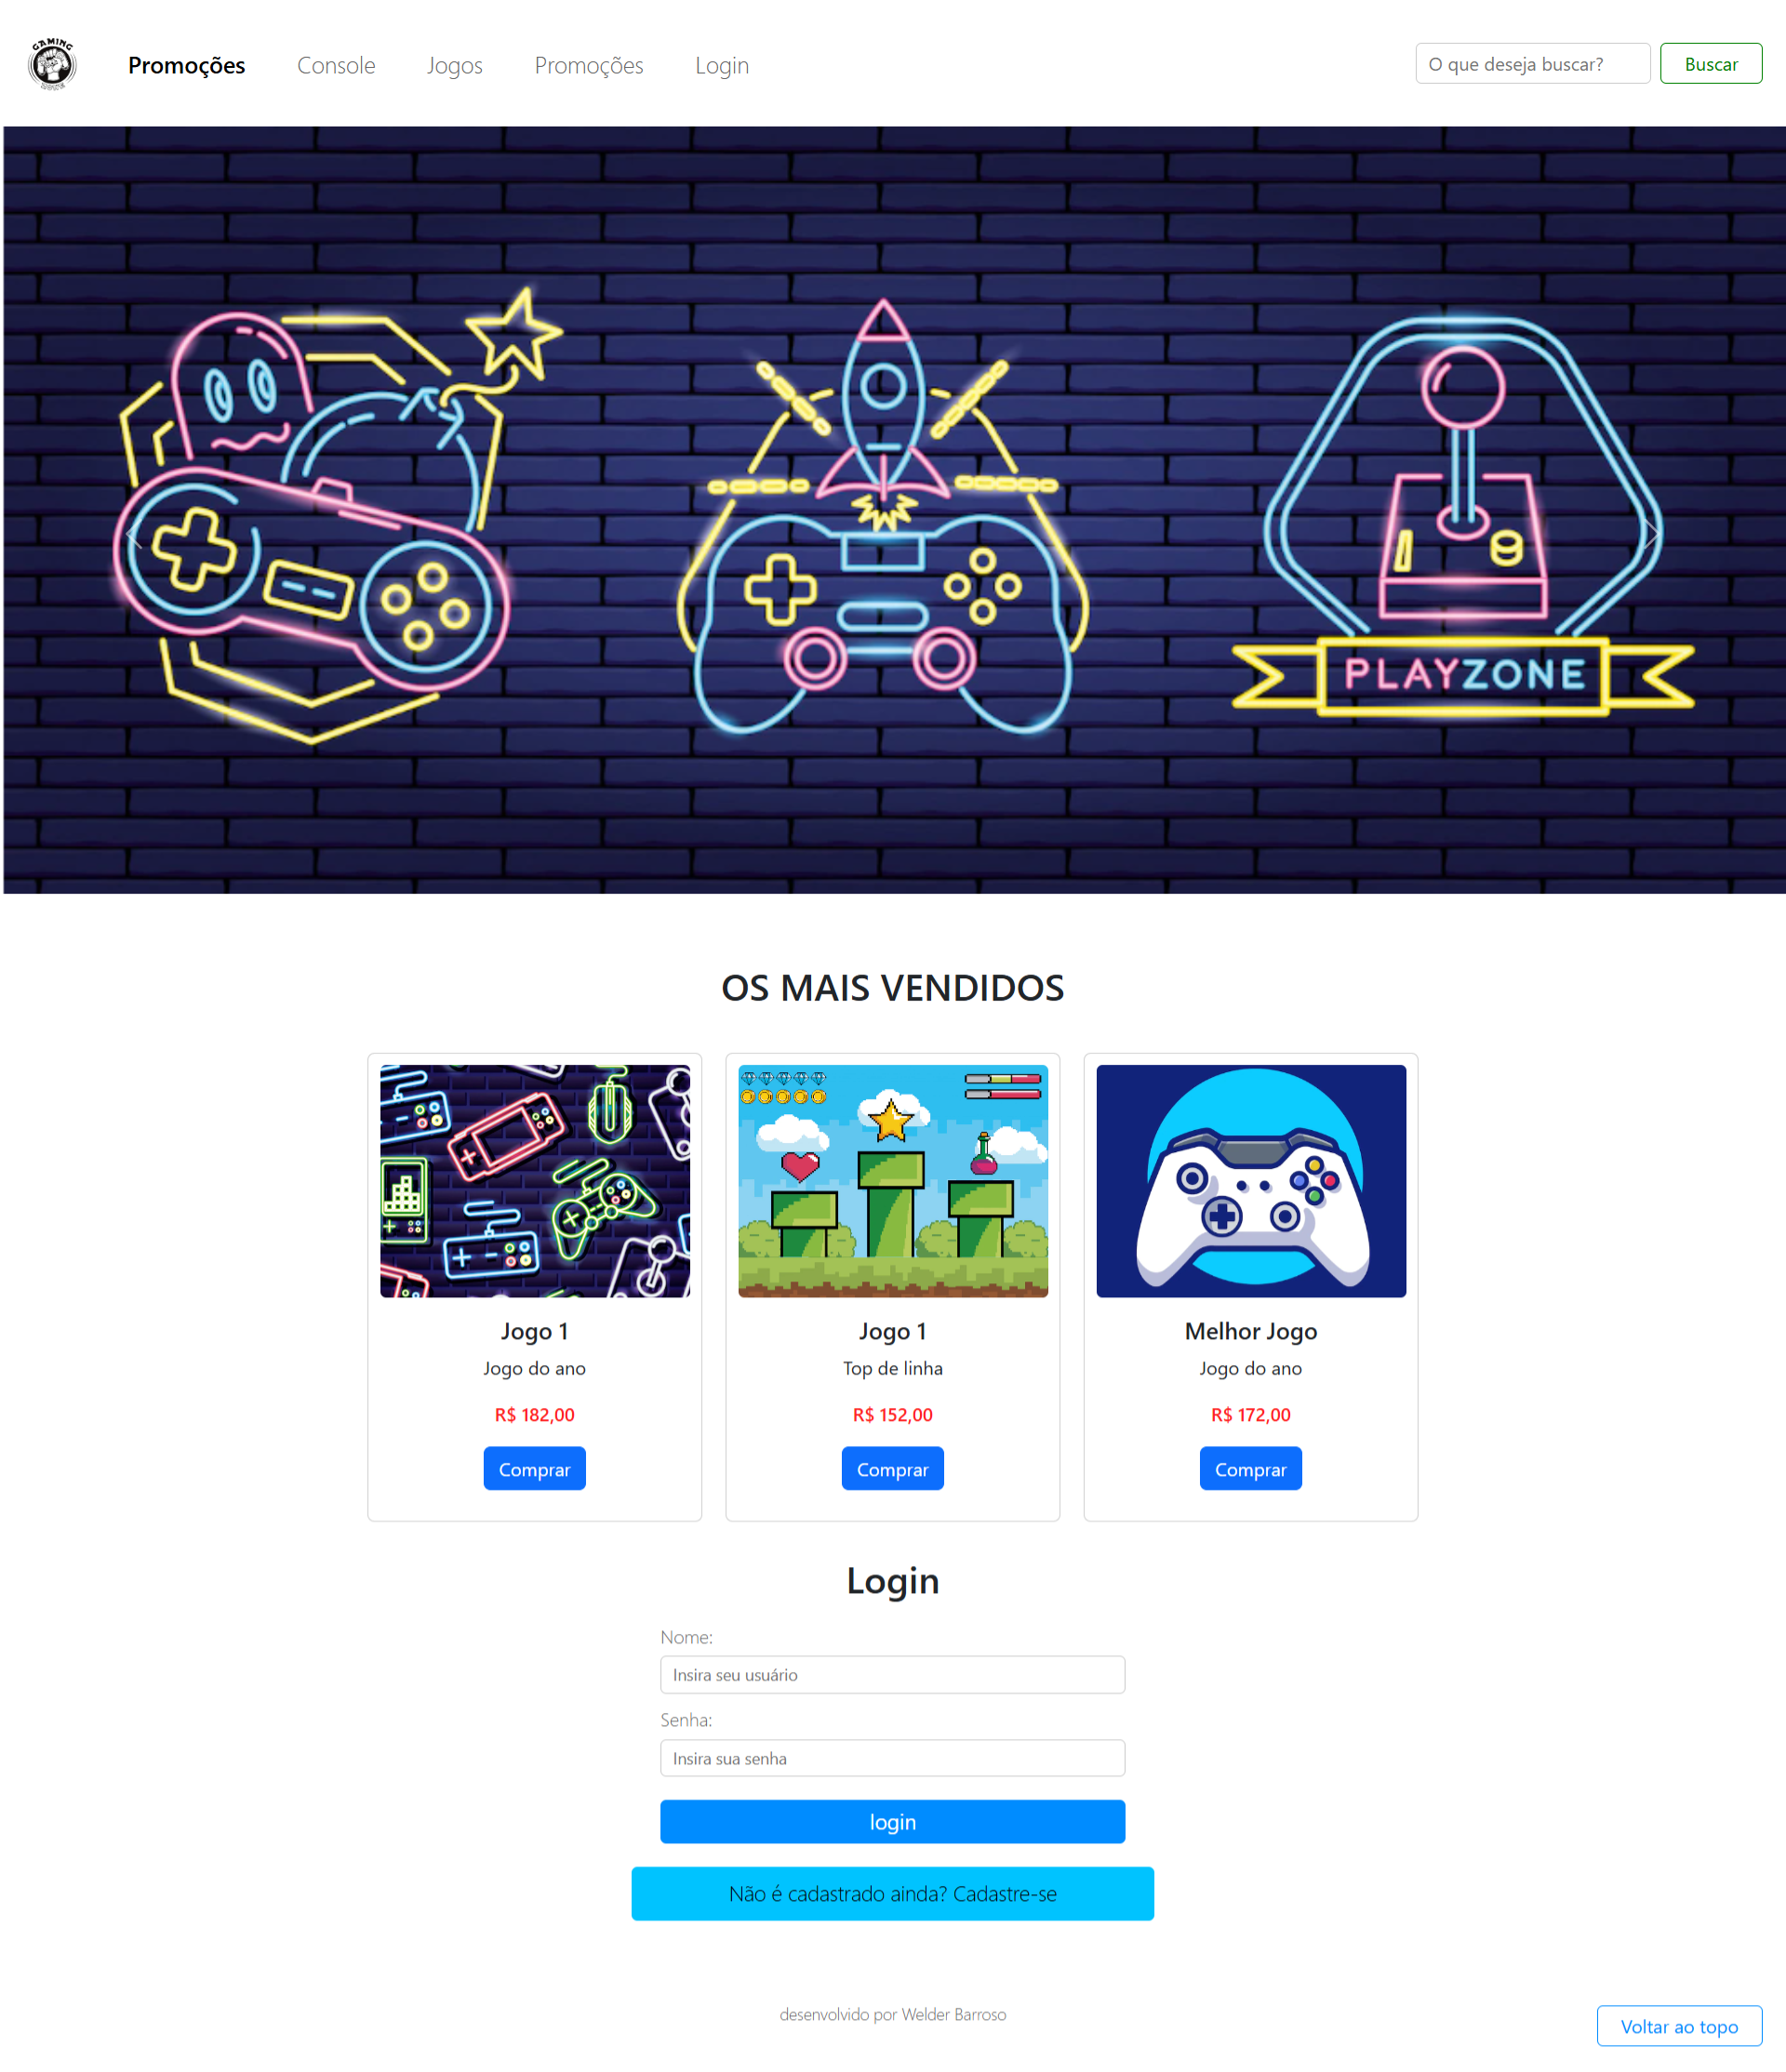 GAMING
Promoções
Console
Jogos
Promoções
Login
O que deseja buscar?
Buscar
PLAYZONE
OS MAIS VENDIDOS
Jogo 1
Jogo do ano
R$ 182,00
Comprar
Jogo 1
Top de linha
R$ 152,00
Comprar
Melhor Jogo
Jogo do ano
R$ 172,00
Comprar
Login
Nome:
Insira seu usuário
Senha:
Insira sua senha
login
Não é cadastrado ainda? Cadastre-se
desenvolvido por Welder Barroso
Voltar ao topo